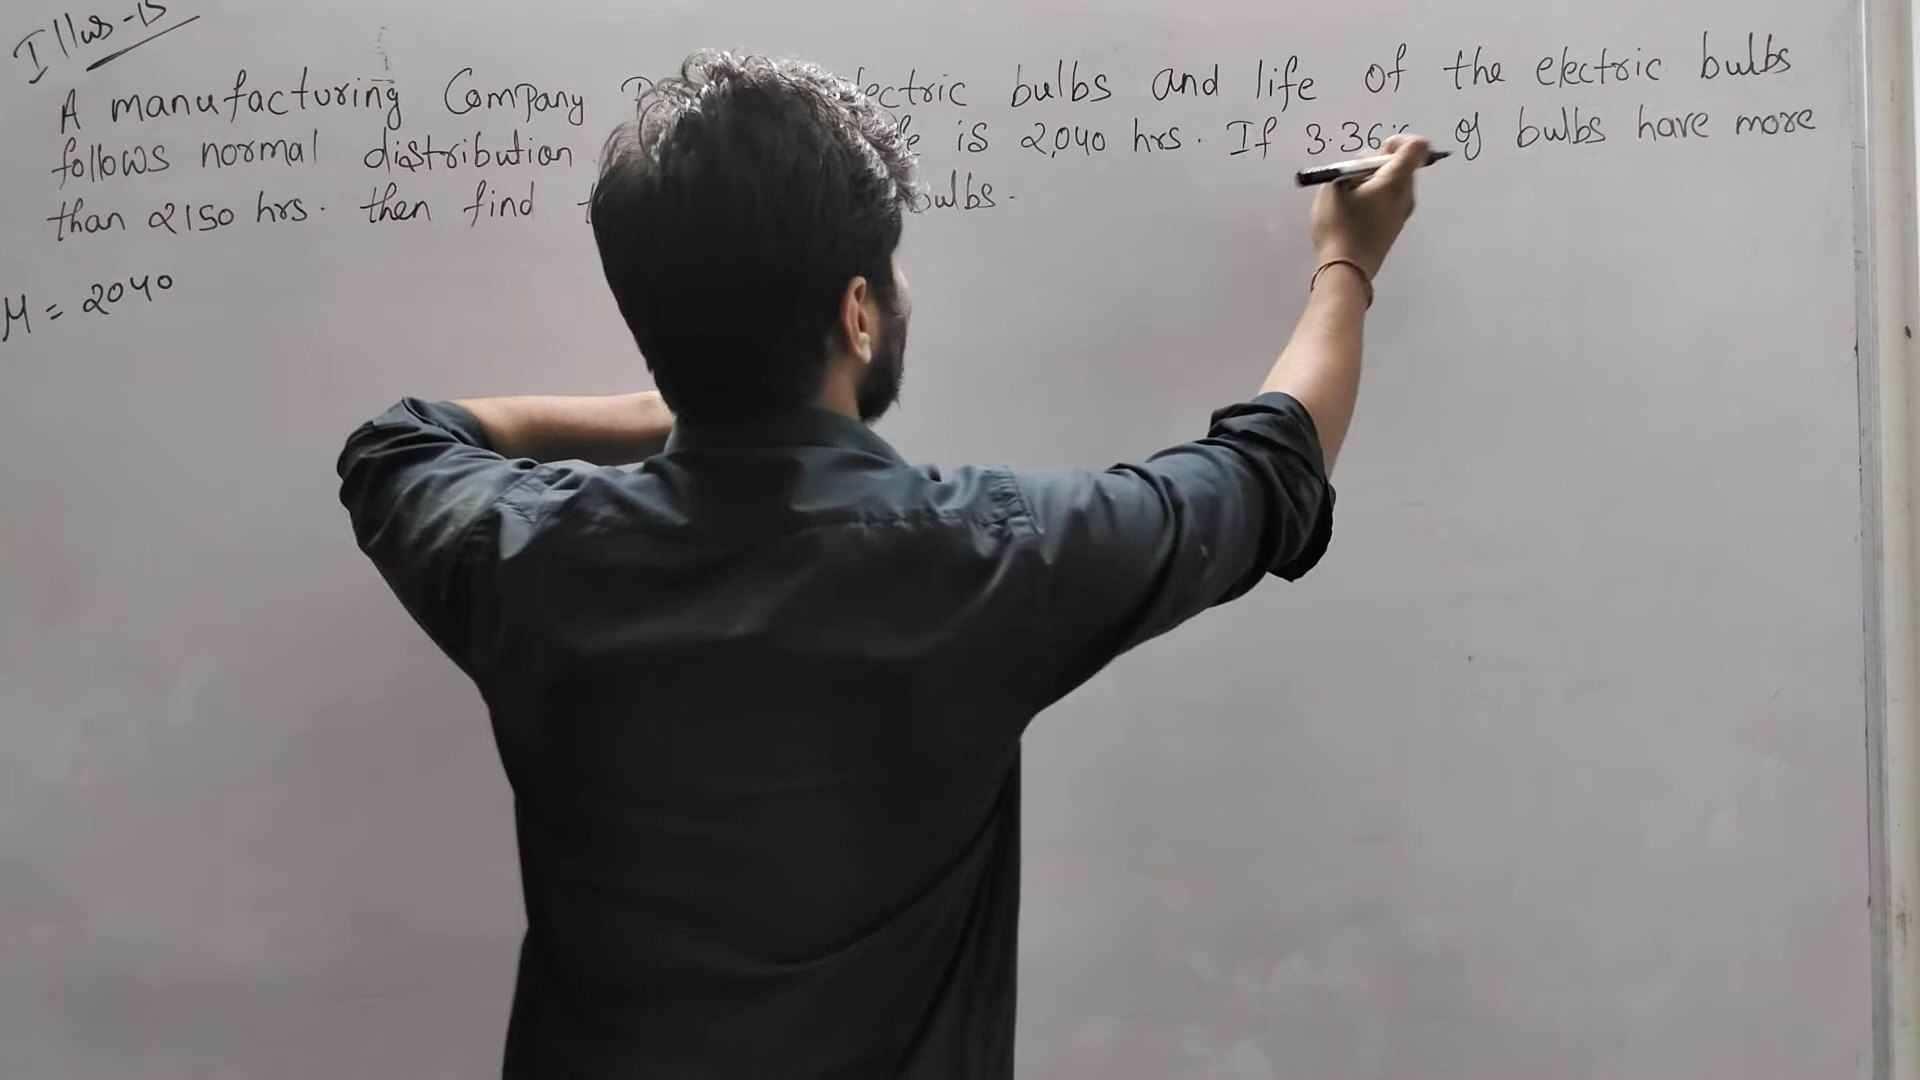 Illus-15
A manufacturing Company electric bulbs and life of the electric bulbs
follows normal distribution is 2,040 hrs. If 3.36% of bulbs have more
than 2150 hrs. then find bulbs.
μ = 2040